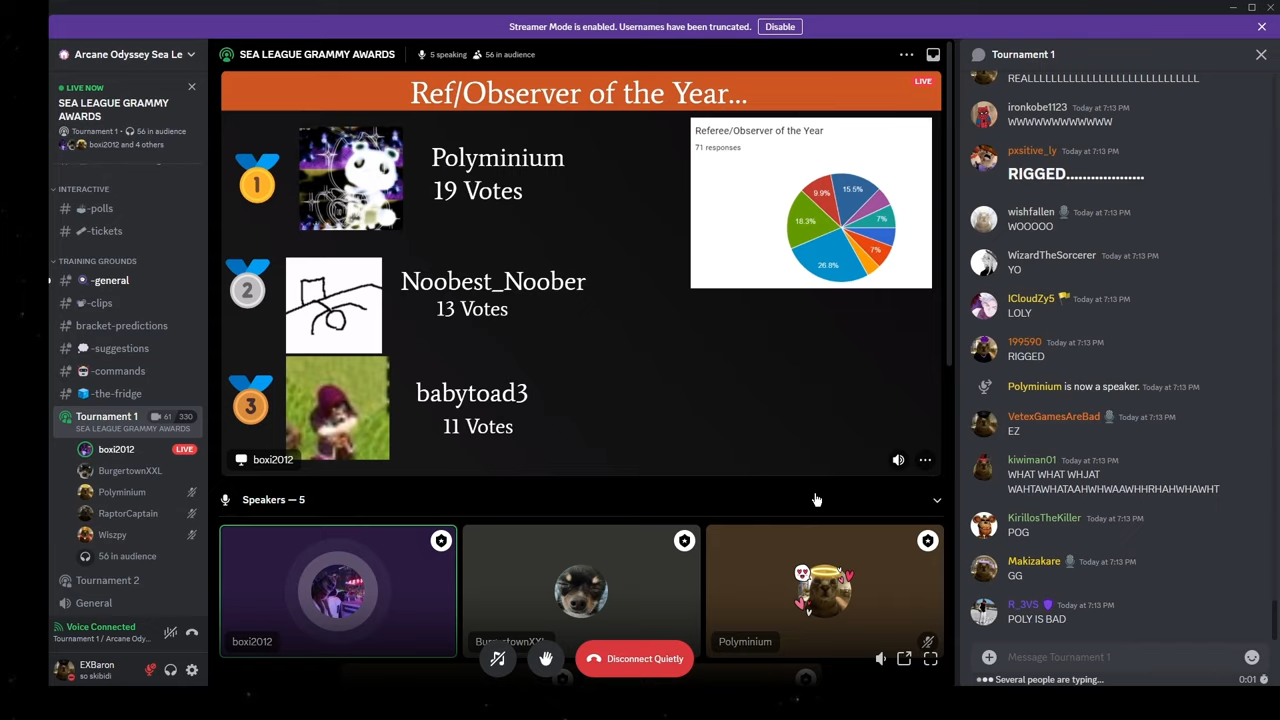 Streamer Mode is enabled. Usernames have been truncated.
Disable
Arcane Odyssey Sea Le
LIVE NOW
SEA LEAGUE GRAMMY
AWARDS
Tournament 1 • 56 in audience
boxi2012 and 4 others
INTERACTIVE
-polls
-tickets
TRAINING GROUNDS
-general
-clips
bracket-predictions
-suggestions
-commands
-the-fridge
Tournament 1
61 330
SEA LEAGUE GRAMMY AWARDS
boxi2012
LIVE
BurgertownXXL
Polyminium
RaptorCaptain
Wiszpy
56 in audience
Tournament 2
General
Voice Connected
Tournament 1 / Arcane Ody...
EXBaron
so skibidi
SEA LEAGUE GRAMMY AWARDS
5 speaking
56 in audience
Ref/Observer of the Year...
LIVE
1
Polyminium
19 Votes
2
Noobest_Noober
13 Votes
3
babytoad3
11 Votes
Referee/Observer of the Year
71 responses
9.9%
15.5%
18.3%
7%
7%
26.8%
boxi2012
Speakers — 5
boxi2012
Polyminium
Disconnect Quietly
Tournament 1
REALLLLLLLLLLLLLLLLLLLLLLLLLLL
ironkobe1123 Today at 7:13 PM
WWWWWWWWWWWW
pxsitive_ly Today at 7:13 PM
RIGGED...................
wishfallen Today at 7:13 PM
WOOOOO
WizardTheSorcerer Today at 7:13 PM
YO
ICloudZy5 Today at 7:13 PM
LOLY
199590 Today at 7:13 PM
RIGGED
Polyminium is now a speaker. Today at 7:13 PM
VetexGamesAreBad Today at 7:13 PM
EZ
kiwiman01 Today at 7:13 PM
WHAT WHAT WHJAT
WAHTAWHATAAHWHWAAWHHRHAHWHAWHT
KirillosTheKiller Today at 7:13 PM
POG
Makizakare Today at 7:13 PM
GG
R_3VS Today at 7:13 PM
POLY IS BAD
Message Tournament 1
Several people are typing...
0:01